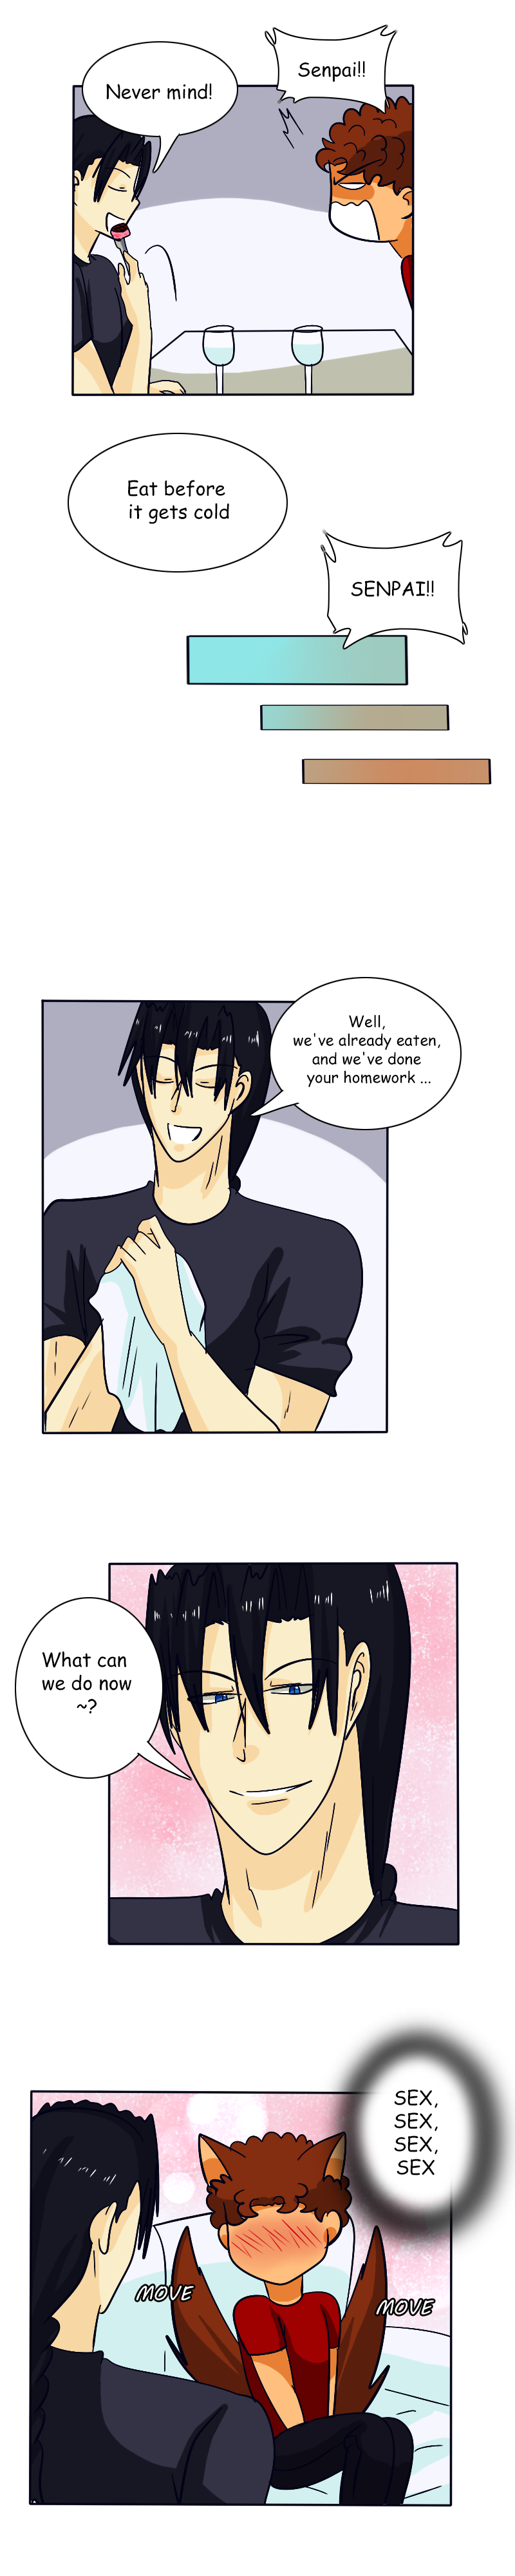 Senpai!!
Never mind!
Eat before
it gets cold
SENPAI!!
Well,
we've already eaten,
and we've done
your homework ...
What can
we do now
~?
SEX,
SEX,
SEX,
SEX
MOVE
MOVE